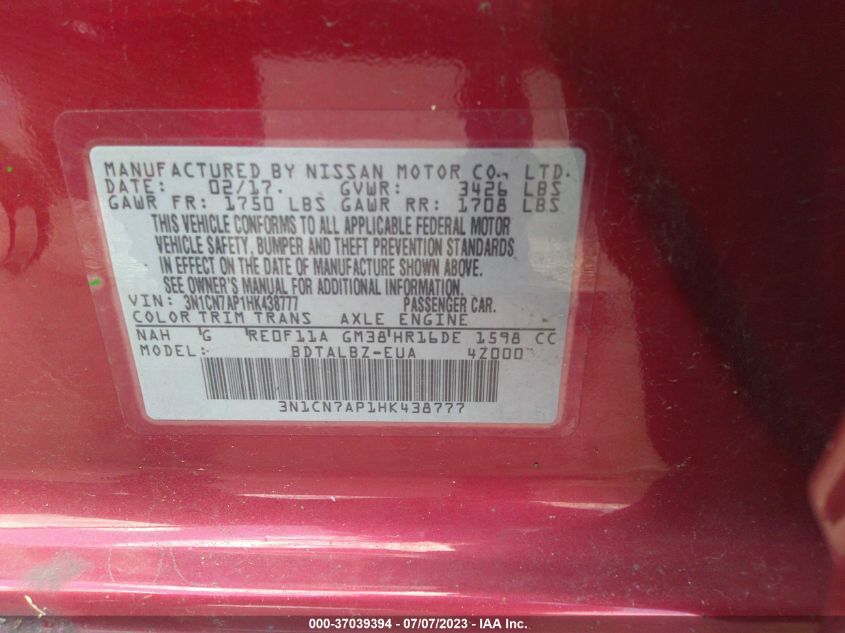 MANUFACTURED BY NISSAN MOTOR CO., LTD.
DATE: 02/17. GVWR: 3426 LBS
GAWR FR: 1750 LBS GAWR RR: 1708 LBS
THIS VEHICLE CONFORMS TO ALL APPLICABLE FEDERAL MOTOR
VEHICLE SAFETY, BUMPER AND THEFT PREVENTION STANDARDS
IN EFFECT ON THE DATE OF MANUFACTURE SHOWN ABOVE.
SEE OWNER'S MANUAL FOR ADDITIONAL INFORMATION.
VIN: 3N1CN7AP1HK438777 PASSENGER CAR.
COLOR TRIM TRANS AXLE ENGINE
NAH G RE0F11A GM38 HR16DE 1598 CC
MODEL: BDTALBZ-EUA 4Z000
3N1CN7AP1HK438777
000-37039394 - 07/07/2023 - IAA Inc.